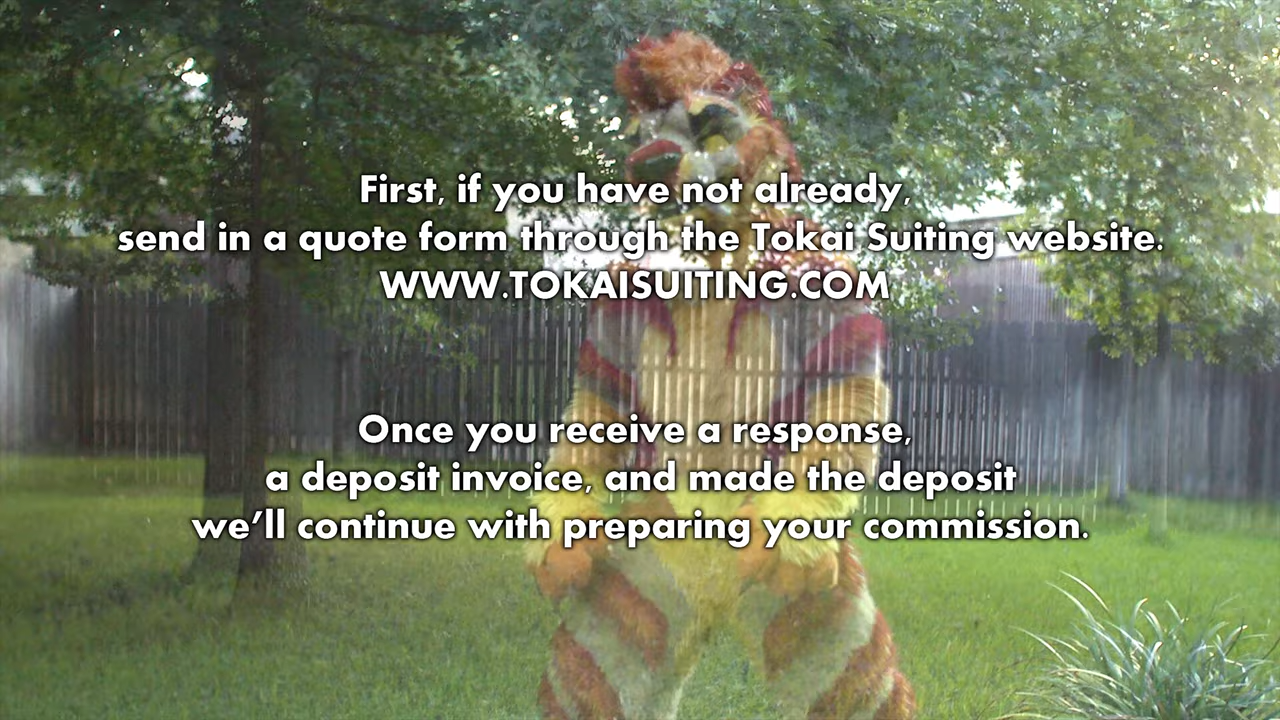 First, if you have not already,
send in a quote form through the Tokai Suiting website.
WWW.TOKAISUITING.COM
Once you receive a response,
a deposit invoice, and made the deposit
we’ll continue with preparing your commission.